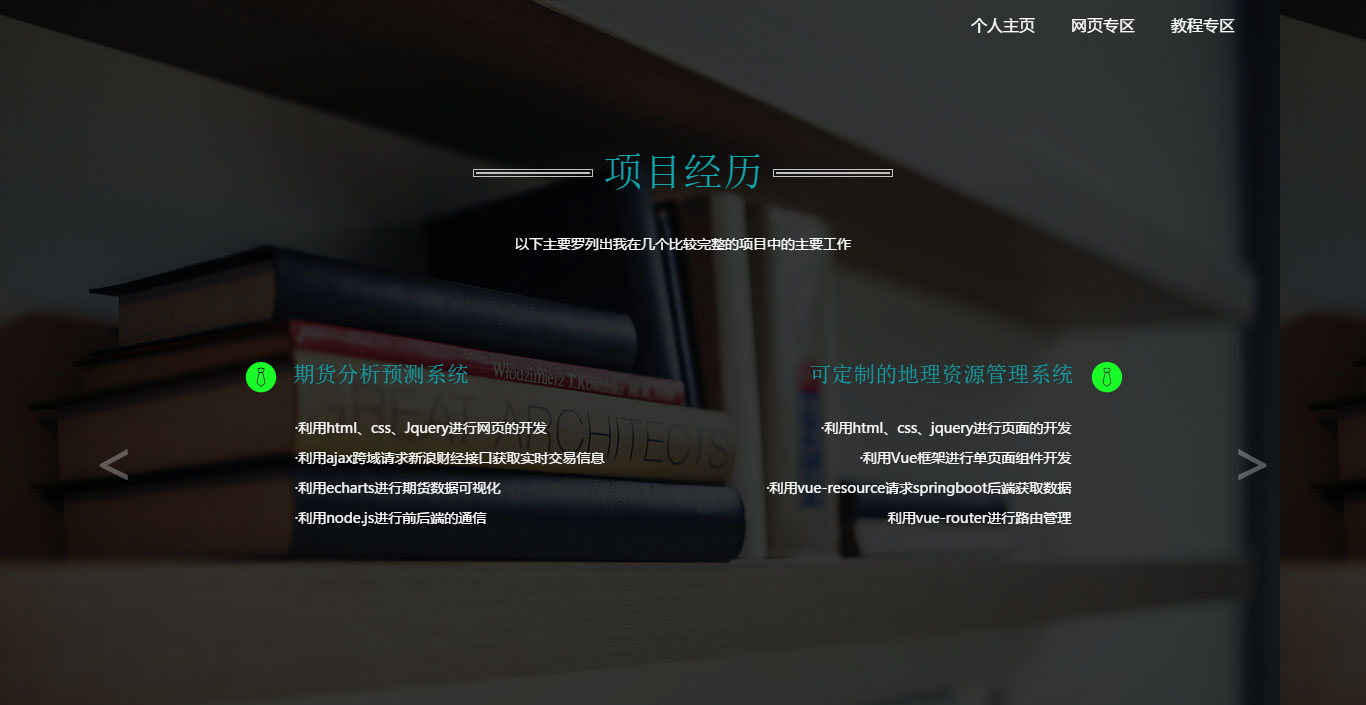 个人主页 网页专区 教程专区
项目经历
以下主要罗列出我在几个比较完整的项目中的主要工作
期货分析预测系统
·利用html、css、Jquery进行网页的开发
·利用ajax跨域请求新浪财经接口获取实时交易信息
·利用echarts进行期货数据可视化
·利用node.js进行前后端的通信
可定制的地理资源管理系统
·利用html、css、jquery进行页面的开发
·利用Vue框架进行单页面组件开发
·利用vue-resource请求springboot后端获取数据
利用vue-router进行路由管理
<
>
GREAT ARCHITECTS